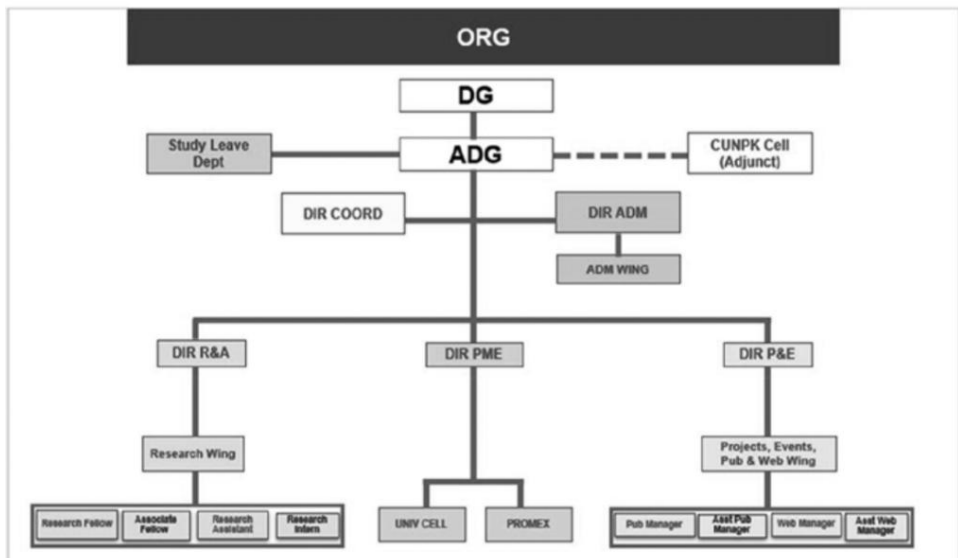 ORG
DG
Study Leave
Dept
ADG
CUNPK Cell
(Adjunct)
DIR COORD
DIR ADM
ADM WING
DIR R&A
DIR PME
DIR P&E
Research Wing
Projects, Events,
Pub & Web Wing
Research Fellow
Associate
Fellow
Research
Assistant
Research
Intern
UNIV CELL
PROMEX
Pub Manager
Asst Pub
Manager
Web Manager
Asst Web
Manager